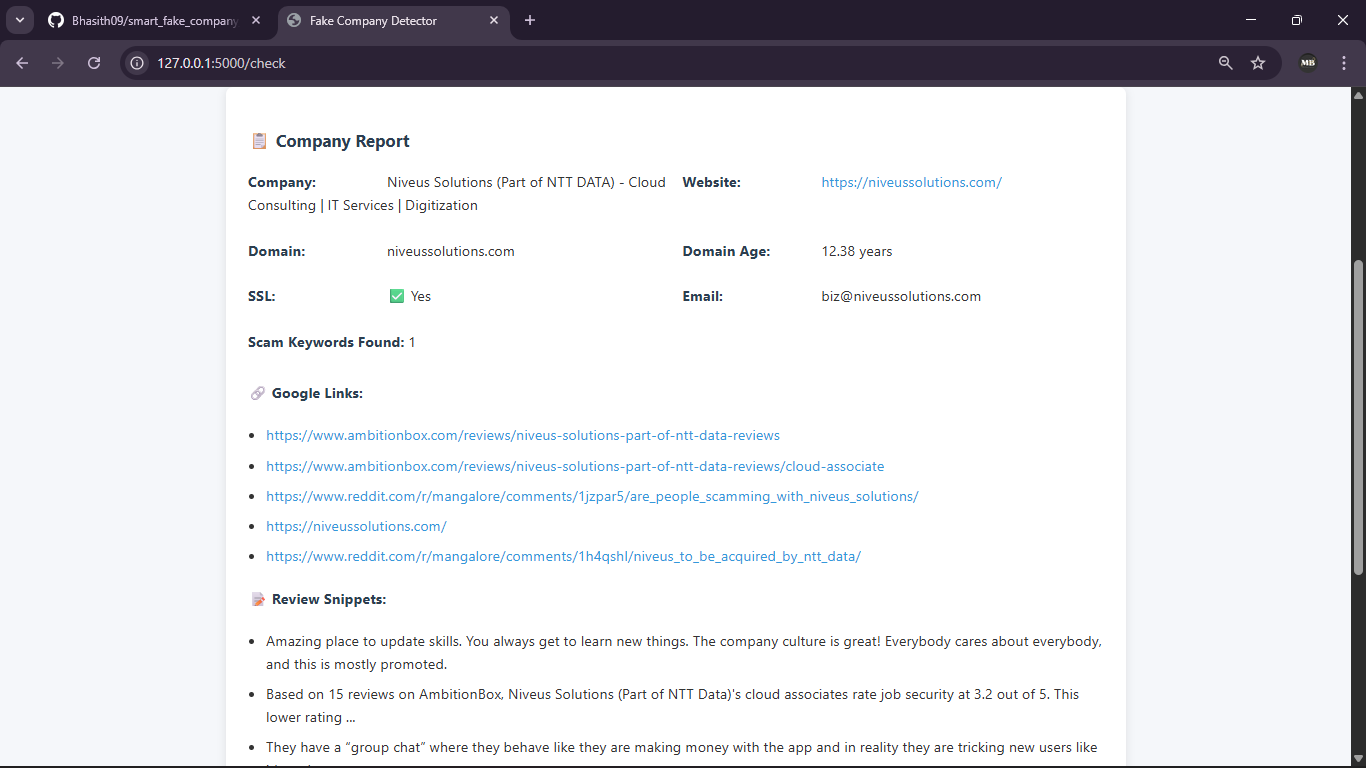 Bhasith09/smart_fake_company
Fake Company Detector
127.0.0.1:5000/check
MB
Company Report
Company: Niveus Solutions (Part of NTT DATA) - Cloud
Consulting | IT Services | Digitization
Website: https://niveussolutions.com/
Domain: niveussolutions.com
Domain Age: 12.38 years
SSL: ✅ Yes
Email: biz@niveussolutions.com
Scam Keywords Found: 1
Google Links:
• https://www.ambitionbox.com/reviews/niveus-solutions-part-of-ntt-data-reviews
• https://www.ambitionbox.com/reviews/niveus-solutions-part-of-ntt-data-reviews/cloud-associate
• https://www.reddit.com/r/mangalore/comments/1jzpar5/are_people_scamming_with_niveus_solutions/
• https://niveussolutions.com/
• https://www.reddit.com/r/mangalore/comments/1h4qshl/niveus_to_be_acquired_by_ntt_data/
Review Snippets:
• Amazing place to update skills. You always get to learn new things. The company culture is great! Everybody cares about everybody,
and this is mostly promoted.
• Based on 15 reviews on AmbitionBox, Niveus Solutions (Part of NTT Data)'s cloud associates rate job security at 3.2 out of 5. This
lower rating ...
• They have a “group chat” where they behave like they are making money with the app and in reality they are tricking new users like